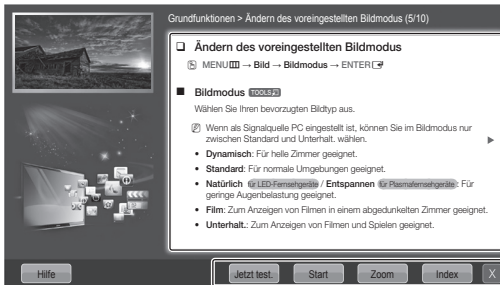 Grundfunktionen > Ändern des voreingestellten Bildmodus (5/10)
❑ Ändern des voreingestellten Bildmodus
MENU → Bild → Bildmodus → ENTER
■ Bildmodus TOOLS
Wählen Sie Ihren bevorzugten Bildtyp aus.
Wenn als Signalquelle PC eingestellt ist, können Sie im Bildmodus nur
zwischen Standard und Unterhalt. wählen.
• Dynamisch: Für helle Zimmer geeignet.
• Standard: Für normale Umgebungen geeignet.
• Natürlich für LED-Fernsehgeräte / Entspannen für Plasmafernsehgeräte : Für
geringe Augenbelastung geeignet.
• Film: Zum Anzeigen von Filmen in einem abgedunkelten Zimmer geeignet.
• Unterhalt.: Zum Anzeigen von Filmen und Spielen geeignet.
Hilfe Jetzt test. Start Zoom Index X